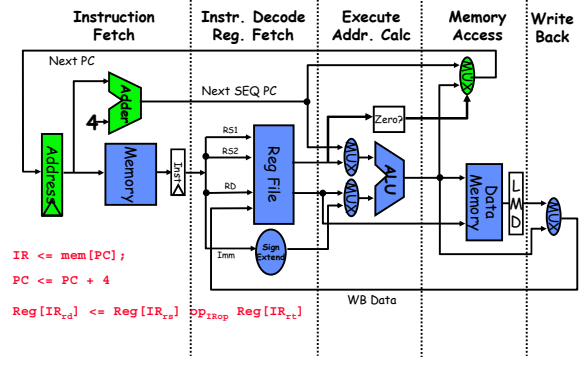 Instruction
Fetch
Instr. Decode
Reg. Fetch
Execute
Addr. Calc
Memory
Access
Write
Back
Next PC
Next SEQ PC
Adder
4
Address
Memory
Inst
RS1
RS2
RD
Imm
Reg File
Sign
Extend
Zero?
MUX
MUX
MUX
ALU
Data
Memory
L
M
D
MUX
WB Data
IR <= mem[PC];
PC <= PC + 4
Reg[IRrd] <= Reg[IRrs] opIRop Reg[IRrt]